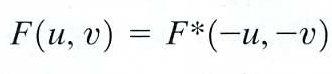 F(u, v) = F*(−u, −v)